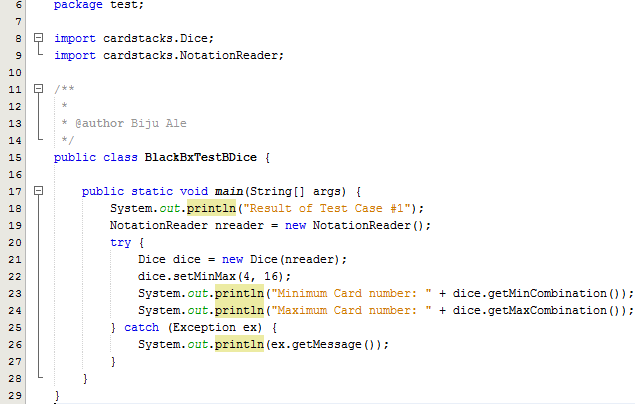 6 package test;
7
8 import cardstacks.Dice;
9 import cardstacks.NotationReader;
10
11 /**
12 *
13 * @author Biju Ale
14 */
15 public class BlackBxTestBDice {
16
17 public static void main(String[] args) {
18 System.out.println("Result of Test Case #1");
19 NotationReader nreader = new NotationReader();
20 try {
21 Dice dice = new Dice(nreader);
22 dice.setMinMax(4, 16);
23 System.out.println("Minimum Card number: " + dice.getMinCombination());
24 System.out.println("Maximum Card number: " + dice.getMaxCombination());
25 } catch (Exception ex) {
26 System.out.println(ex.getMessage());
27 }
28 }
29 }